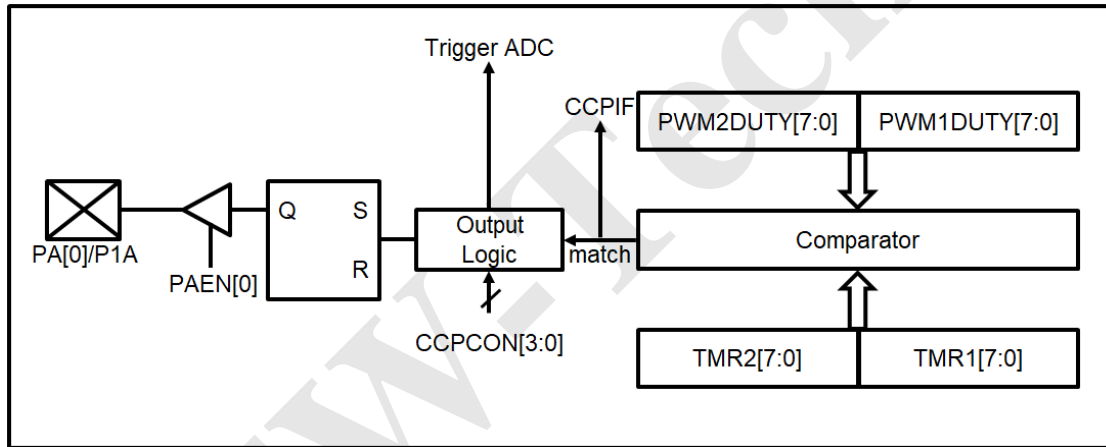 Trigger ADC
CCPIF
PWM2DUTY[7:0] PWM1DUTY[7:0]
Q S
R
Output
Logic
match
Comparator
PA[0]/P1A
PAEN[0]
CCPCON[3:0]
TMR2[7:0] TMR1[7:0]